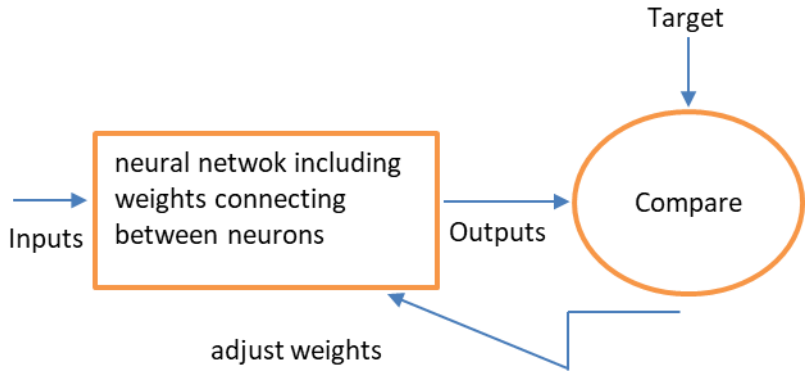 Target
neural netwok including
weights connecting
between neurons
Inputs
Outputs
Compare
adjust weights